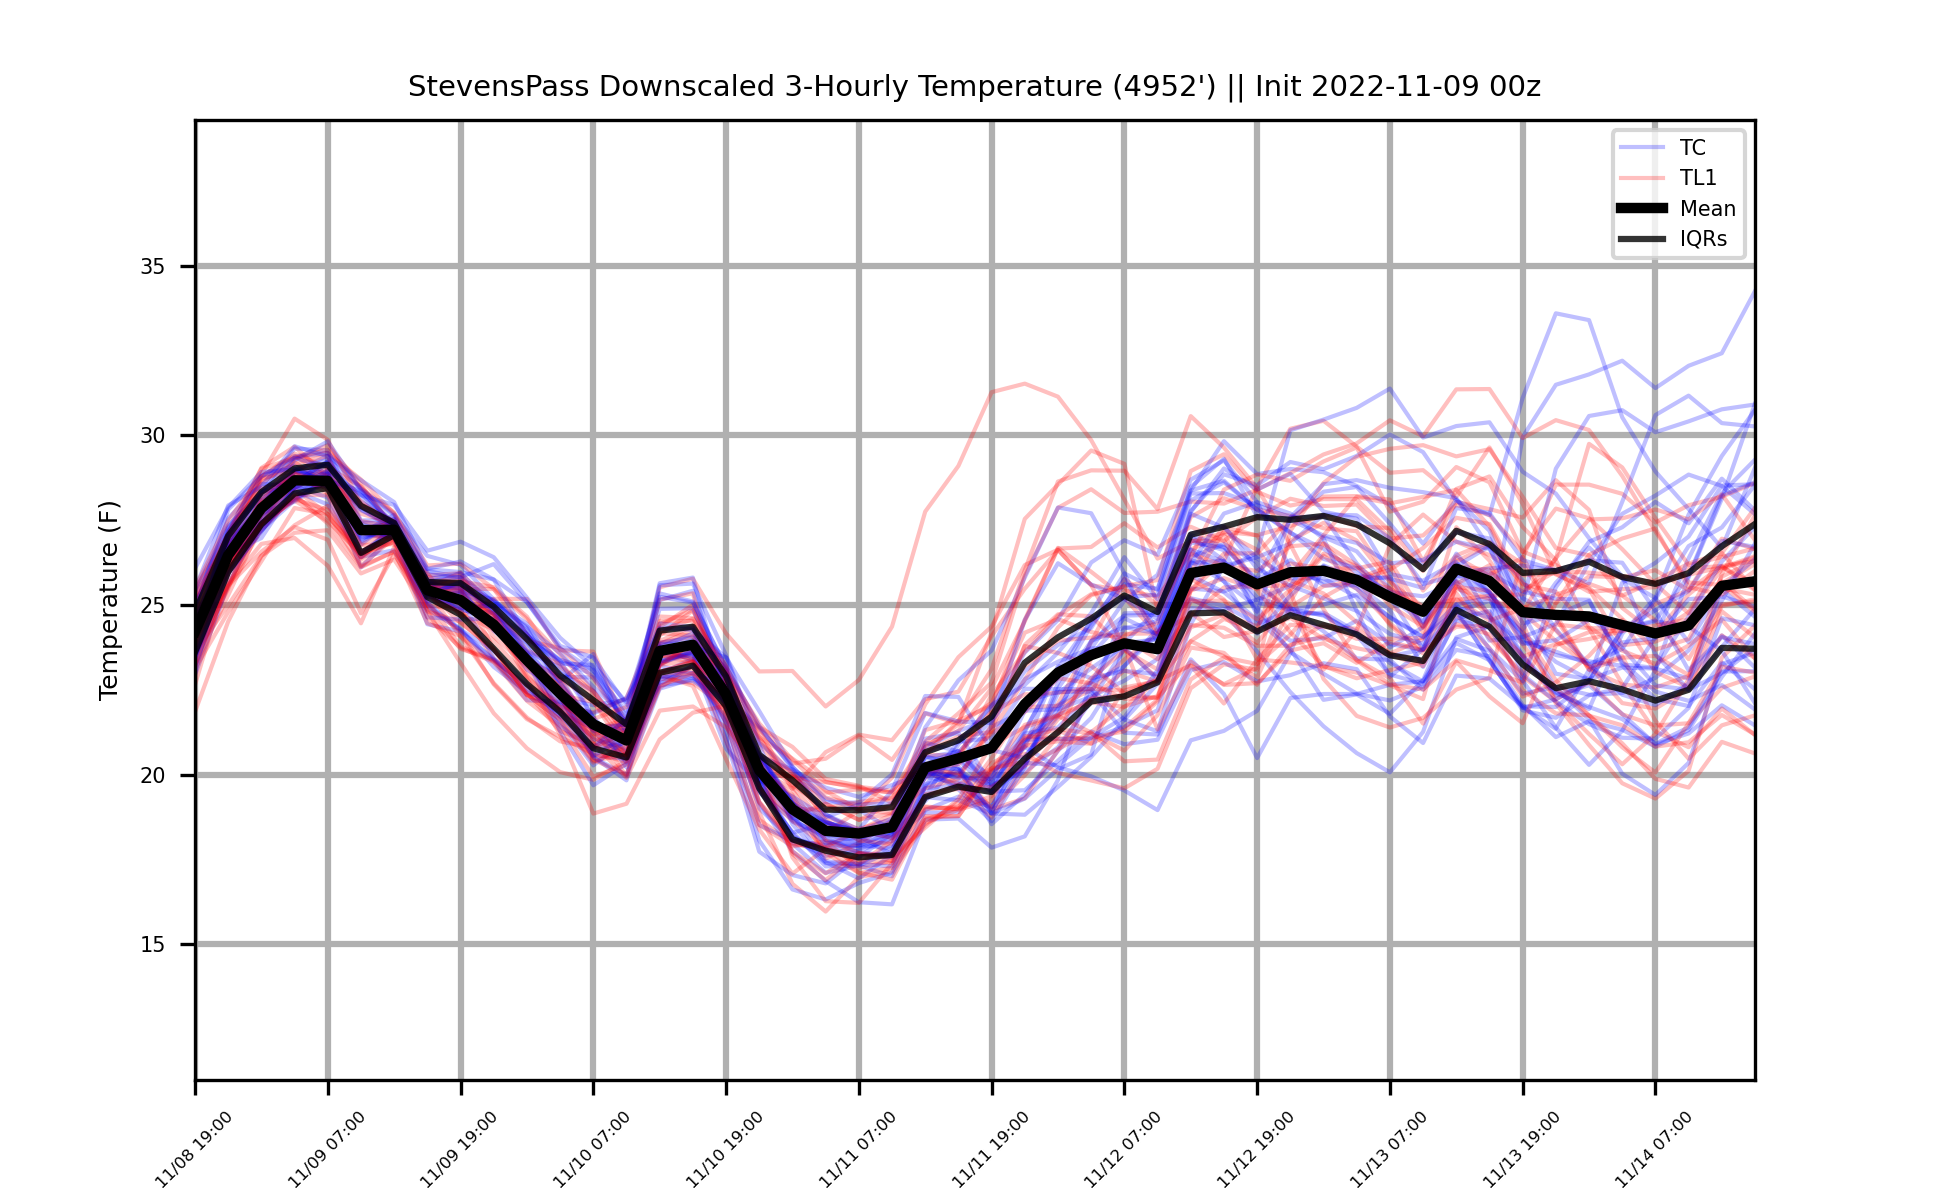 StevensPass Downscaled 3-Hourly Temperature (4952') || Init 2022-11-09 00z
TC
TL1
Mean
IQRs
Temperature (F)
35
30
25
20
15
11/08 19:00
11/09 07:00
11/09 19:00
11/10 07:00
11/10 19:00
11/11 07:00
11/11 19:00
11/12 07:00
11/12 19:00
11/13 07:00
11/13 19:00
11/14 07:00